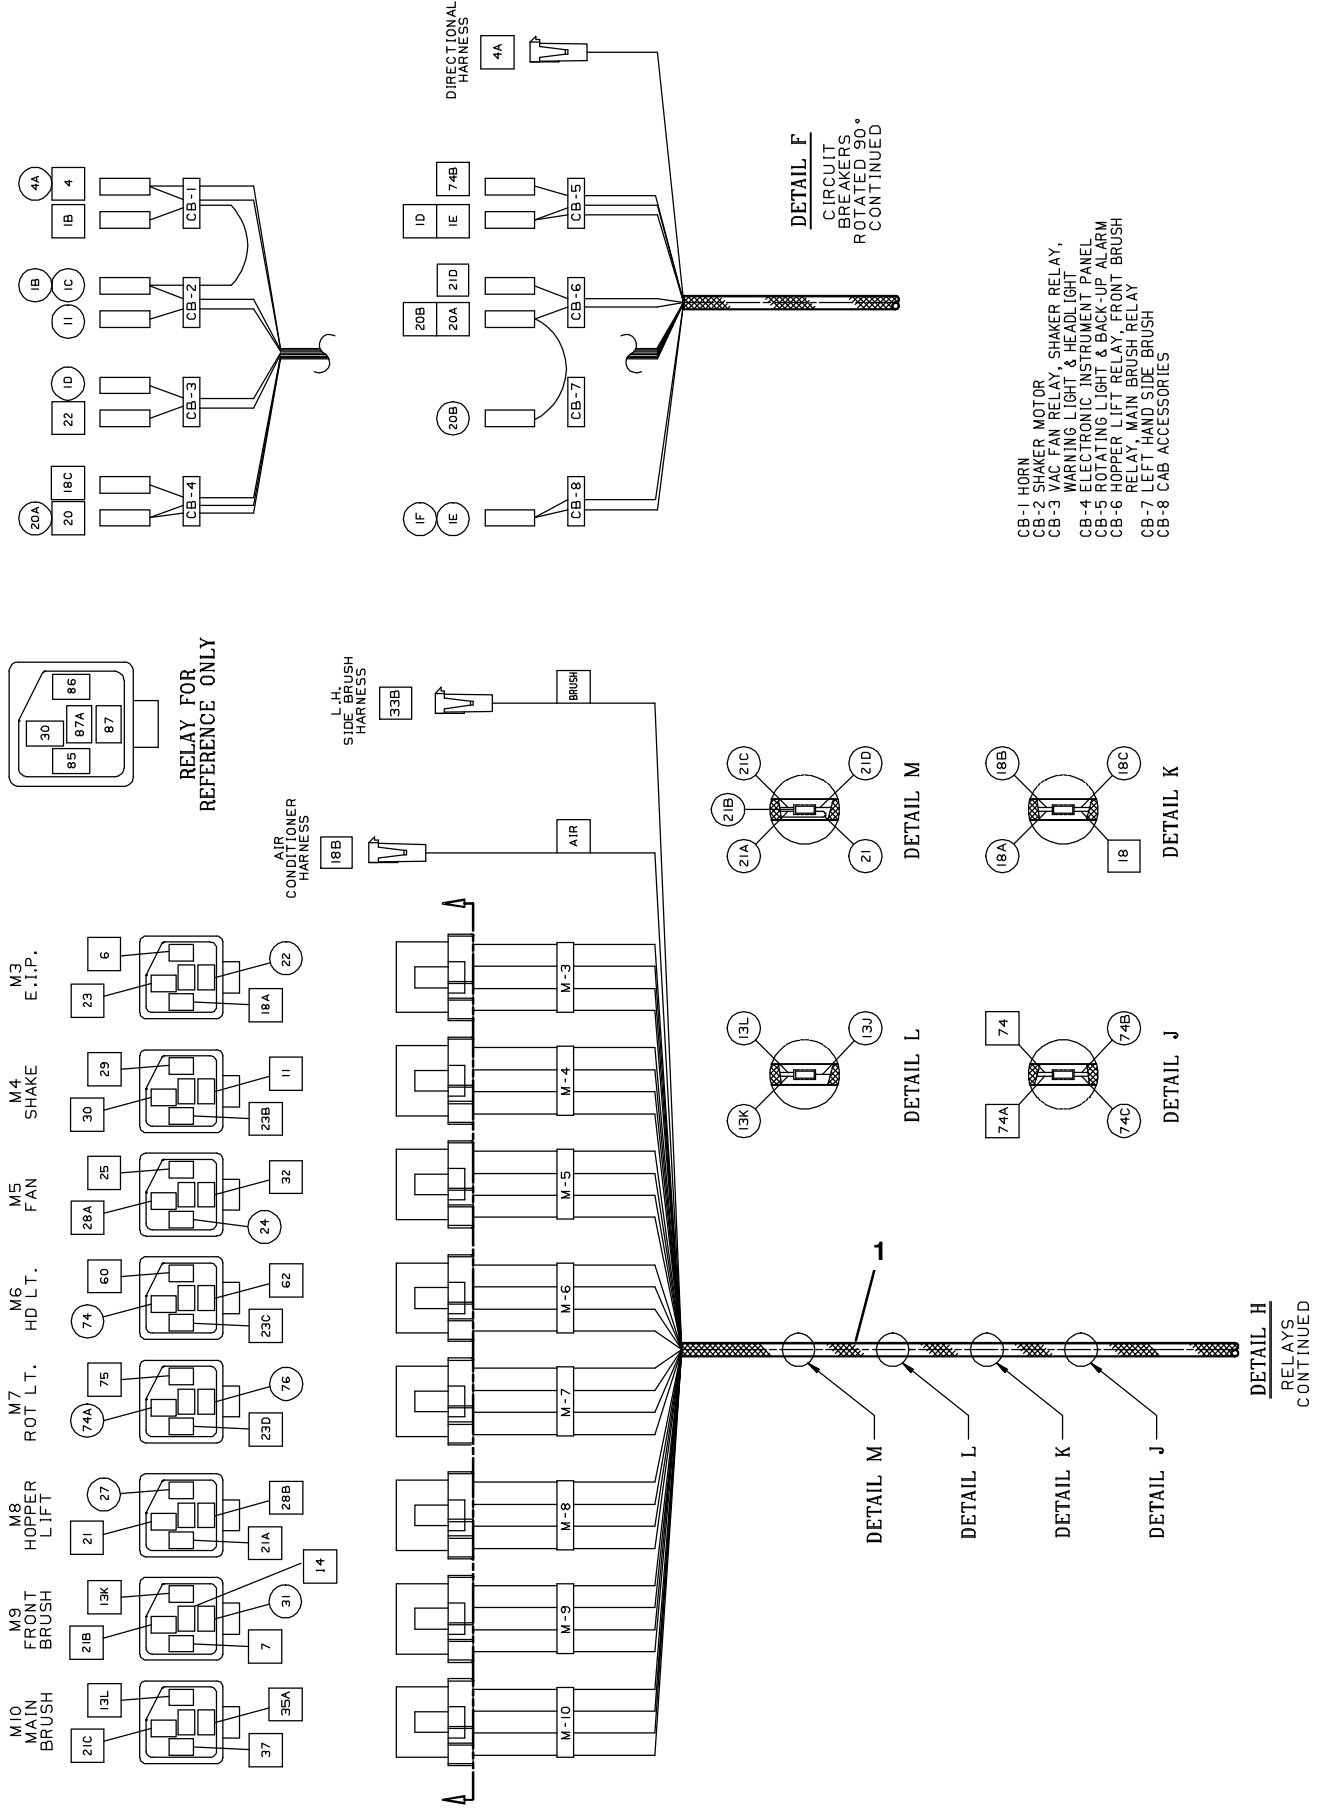 M10
MAIN
BRUSH
M9
FRONT
BRUSH
M8
HOPPER
LIFT
M7
ROT LT.
M6
HD LT.
M5
FAN
M4
SHAKE
M3
E.I.P.
21C
13L
37
35A
21B
13K
7
31
14
21
27
21A
28B
74A
75
23D
76
74
60
23C
62
28A
25
24
32
30
29
23B
11
23
6
18A
22
RELAY FOR
REFERENCE ONLY
85
30
87A
87
86
AIR
CONDITIONER
HARNESS
18B
L.H.
SIDE BRUSH
HARNESS
33B
M-10
M-9
M-8
M-7
M-6
M-5
M-4
M-3
AIR
BRUSH
1
DETAIL M
DETAIL L
DETAIL K
DETAIL J
DETAIL H
RELAYS
CONTINUED
13K
13L
13J
DETAIL L
21A
21B
21C
21
21D
DETAIL M
74A
74
74C
74B
DETAIL J
18A
18B
18
18C
DETAIL K
20A
20
18C
CB-4
22
1D
CB-3
11
1B
1C
CB-2
1B
4A
4
CB-1
1F
1E
CB-8
20B
CB-7
20B
20A
21D
CB-6
1D
1E
74B
CB-5
DIRECTIONAL
HARNESS
4A
DETAIL F
CIRCUIT
BREAKERS
ROTATED 90°
CONTINUED
CB-1 HORN
CB-2 SHAKER MOTOR
CB-3 VAC FAN RELAY, SHAKER RELAY,
WARNING LIGHT & HEADLIGHT
CB-4 ELECTRONIC INSTRUMENT PANEL
CB-5 ROTATING LIGHT & BACK-UP ALARM
CB-6 HOPPER LIFT RELAY, FRONT BRUSH
RELAY, MAIN BRUSH RELAY
CB-7 LEFT HAND SIDE BRUSH
CB-8 CAB ACCESSORIES